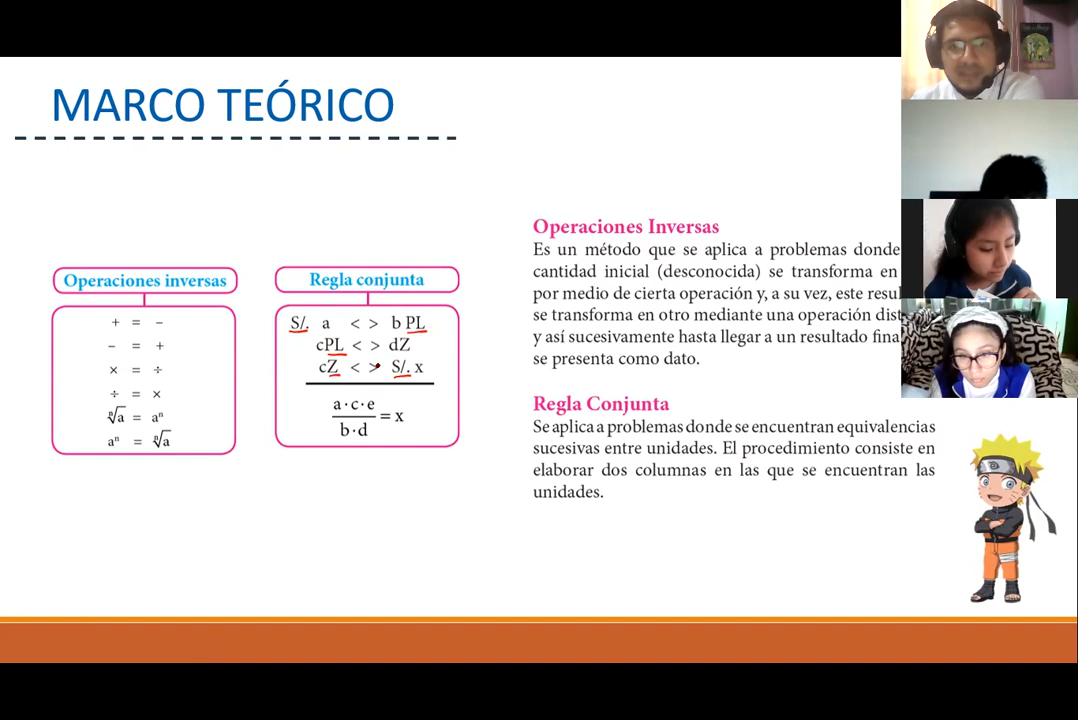 MARCO TEÓRICO
Operaciones inversas
+ = −
− = +
× = ÷
÷ = ×
ⁿ√a = aⁿ
aⁿ = ⁿ√a
Regla conjunta
S/. a < > b PL
cPL < > dZ
cZ < > S/. x
a·c·e
b·d
= x
Operaciones Inversas
Es un método que se aplica a problemas donde
cantidad inicial (desconocida) se transforma en
por medio de cierta operación y, a su vez, este
se transforma en otro mediante una operación
y así sucesivamente hasta llegar a un resultado
se presenta como dato.
Regla Conjunta
Se aplica a problemas donde se encuentran equivalencias
sucesivas entre unidades. El procedimiento consiste en
elaborar dos columnas en las que se encuentran las
unidades.